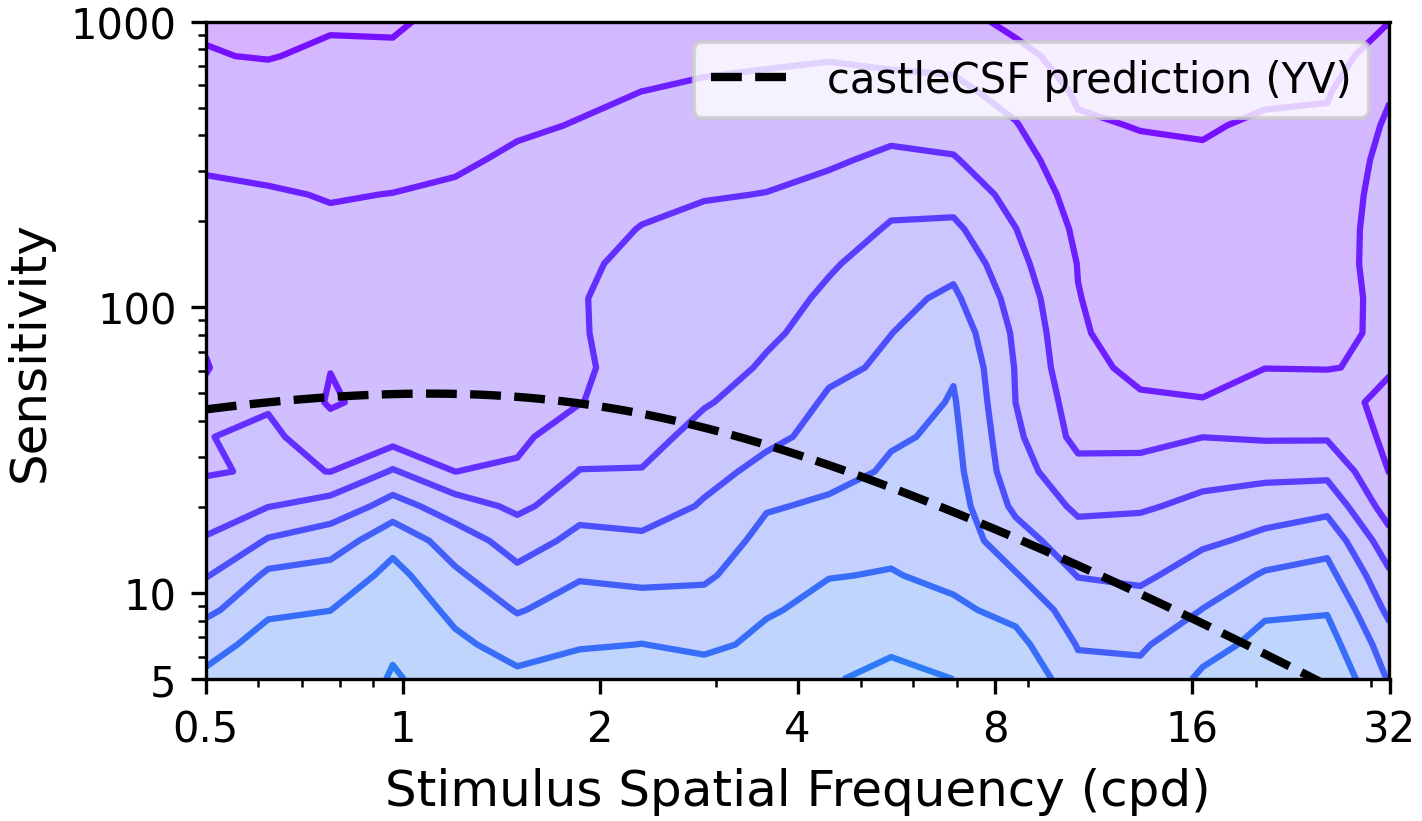 1000
100
10
5
Sensitivity
castleCSF prediction (YV)
0.5 1 2 4 8 16 32
Stimulus Spatial Frequency (cpd)